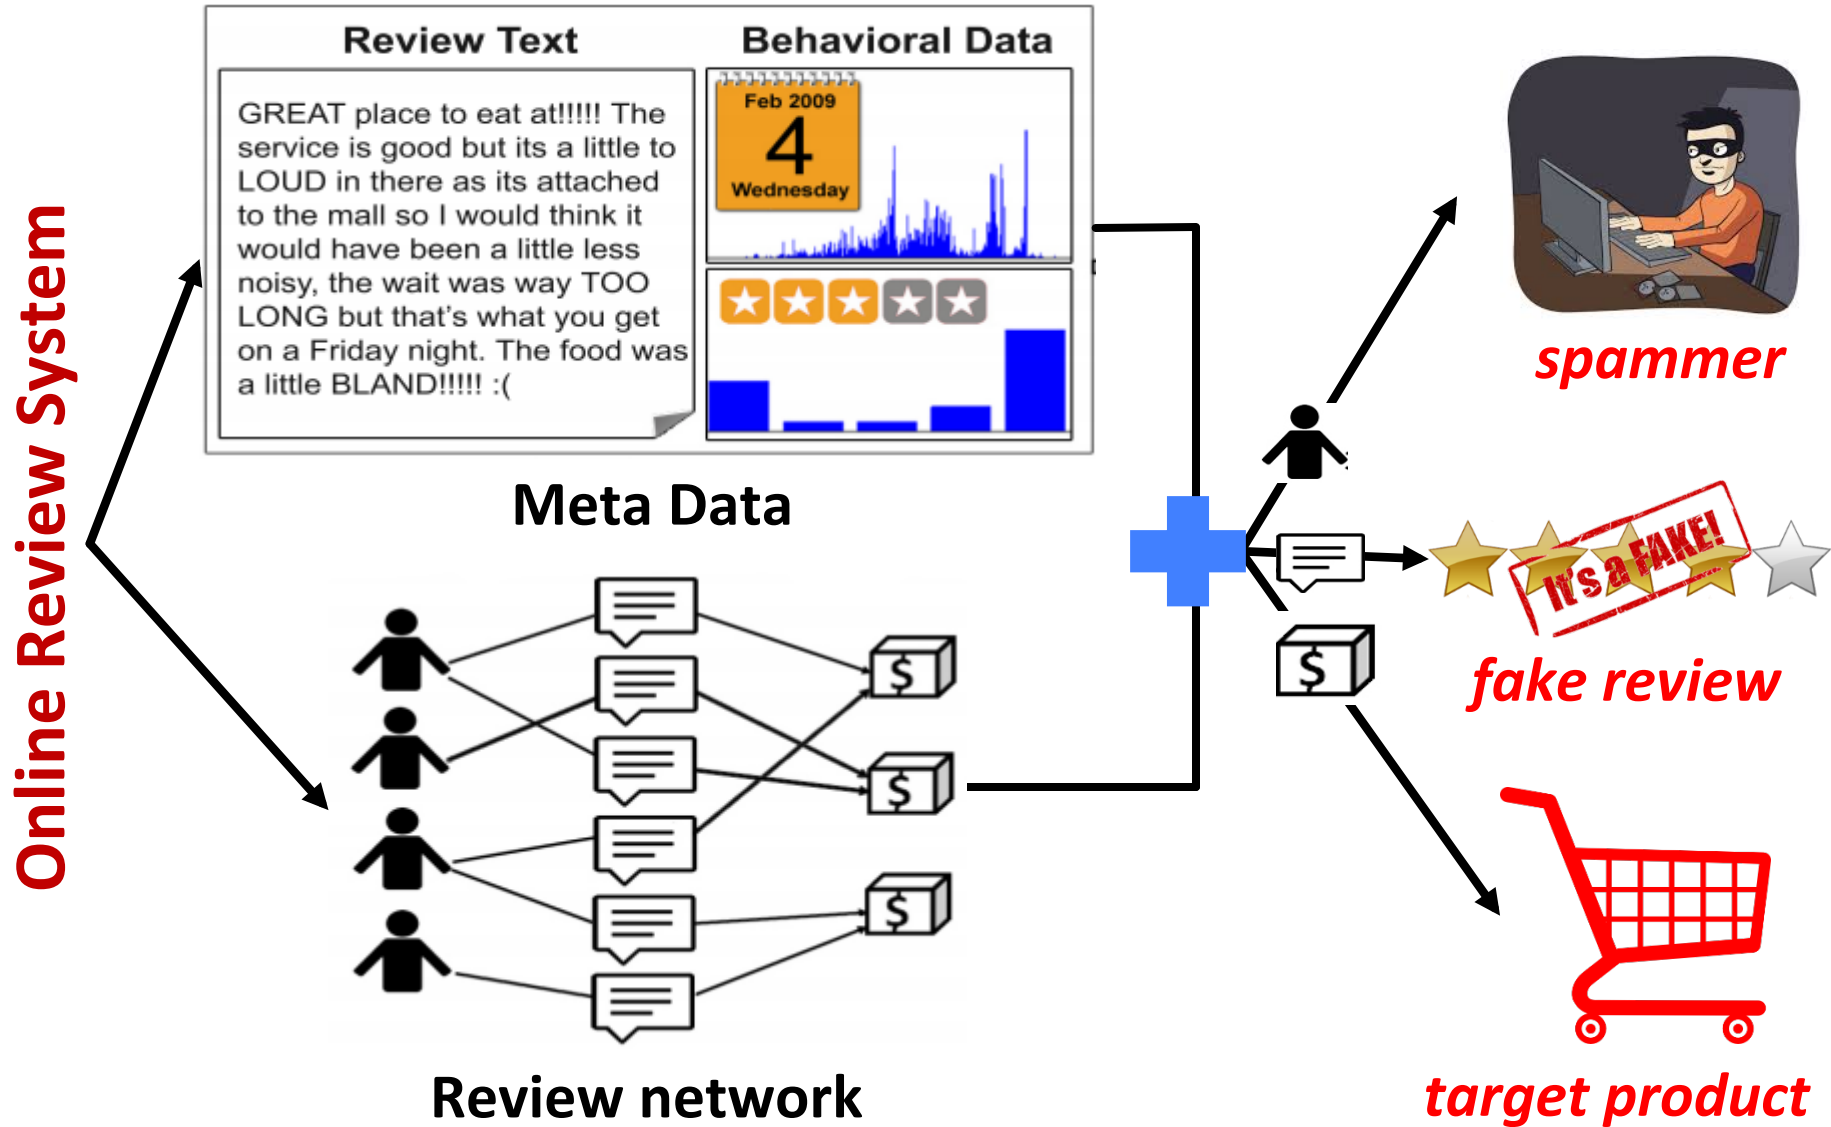 Online Review System
Review Text
GREAT place to eat at!!!!! The
service is good but its a little to
LOUD in there as its attached
to the mall so I would think it
would have been a little less
noisy, the wait was way TOO
LONG but that's what you get
on a Friday night. The food was
a little BLAND!!!!! :(
Behavioral Data
Feb 2009
4
Wednesday
Meta Data
$
$
$
Review network
$
spammer
It's a FAKE!
fake review
target product